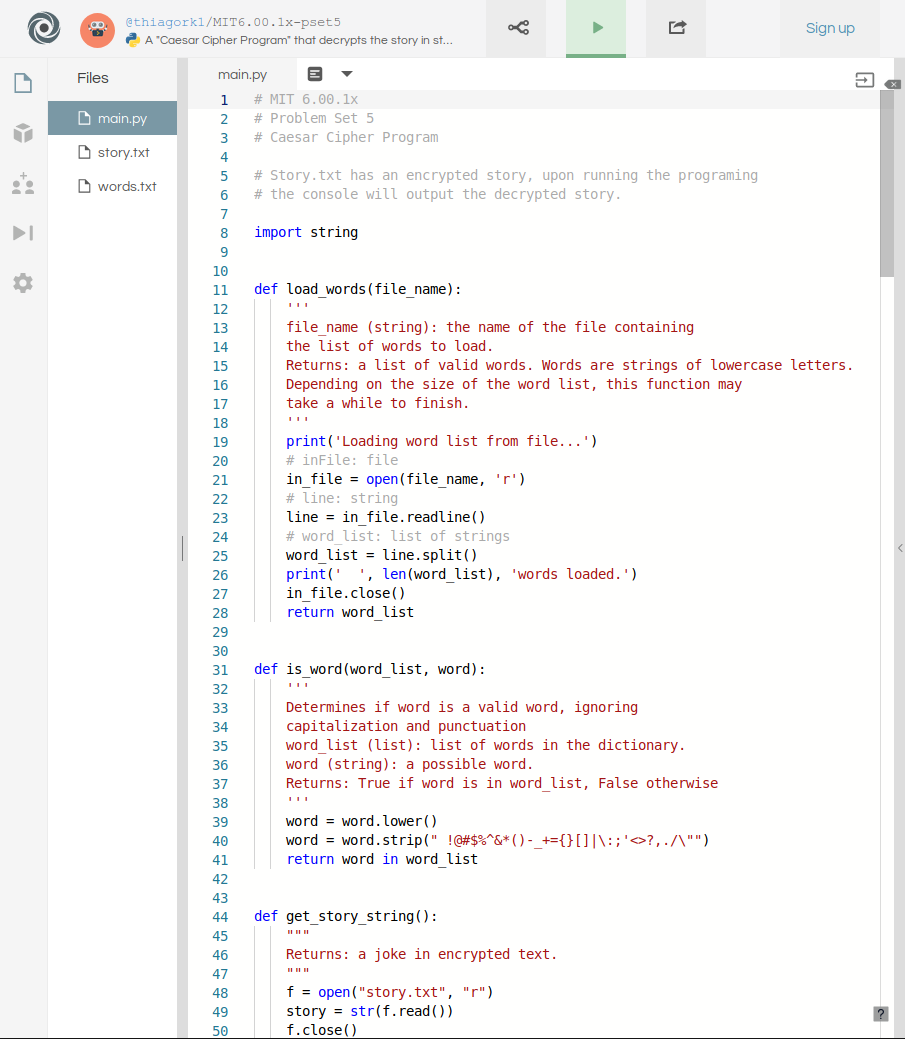 @thiagork1/MIT6.00.1x-pset5
A "Caesar Cipher Program" that decrypts the story in st...
Sign up
Files
main.py
story.txt
words.txt
main.py
1 # MIT 6.00.1x
2 # Problem Set 5
3 # Caesar Cipher Program
4
5 # Story.txt has an encrypted story, upon running the programing
6 # the console will output the decrypted story.
7
8 import string
9
10
11 def load_words(file_name):
12     '''
13     file_name (string): the name of the file containing
14     the list of words to load.
15     Returns: a list of valid words. Words are strings of lowercase letters.
16     Depending on the size of the word list, this function may
17     take a while to finish.
18     '''
19     print('Loading word list from file...')
20     # inFile: file
21     in_file = open(file_name, 'r')
22     # line: string
23     line = in_file.readline()
24     # word_list: list of strings
25     word_list = line.split()
26     print('  ', len(word_list), 'words loaded.')
27     in_file.close()
28     return word_list
29
30
31 def is_word(word_list, word):
32     '''
33     Determines if word is a valid word, ignoring
34     capitalization and punctuation
35     word_list (list): list of words in the dictionary.
36     word (string): a possible word.
37     Returns: True if word is in word_list, False otherwise
38     '''
39     word = word.lower()
40     word = word.strip(" !@#$%^&*()-_+={}[]|\:;'<>?,./\"")
41     return word in word_list
42
43
44 def get_story_string():
45     """
46     Returns: a joke in encrypted text.
47     """
48     f = open("story.txt", "r")
49     story = str(f.read())
50     f.close()
?